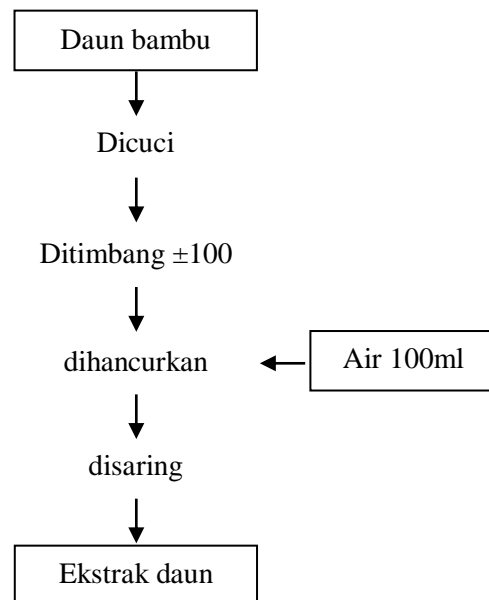 Daun bambu
Dicuci
Ditimbang ±100
dihancurkan
Air 100ml
disaring
Ekstrak daun